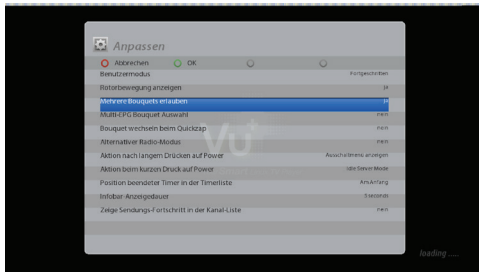 Anpassen
Abbrechen OK
Benutzermodus Fortgeschritten
Rotorbewegung anzeigen ja
Mehrere Bouquets erlauben ja
Multi-EPG Bouquet Auswahl nein
Bouquet wechseln beim Quickzap nein
Alternativer Radio-Modus nein
Aktion nach langem Drücken auf Power Ausschaltmenü anzeigen
Aktion beim kurzen Druck auf Power Idle Sleep Mode
Position beendeter Timer in der Timerliste Am Anfang
Infobar-Anzeigedauer 5 seconds
Zeige Sendungs-Fortschritt in der Kanal-Liste nein
Vu+
loading .....